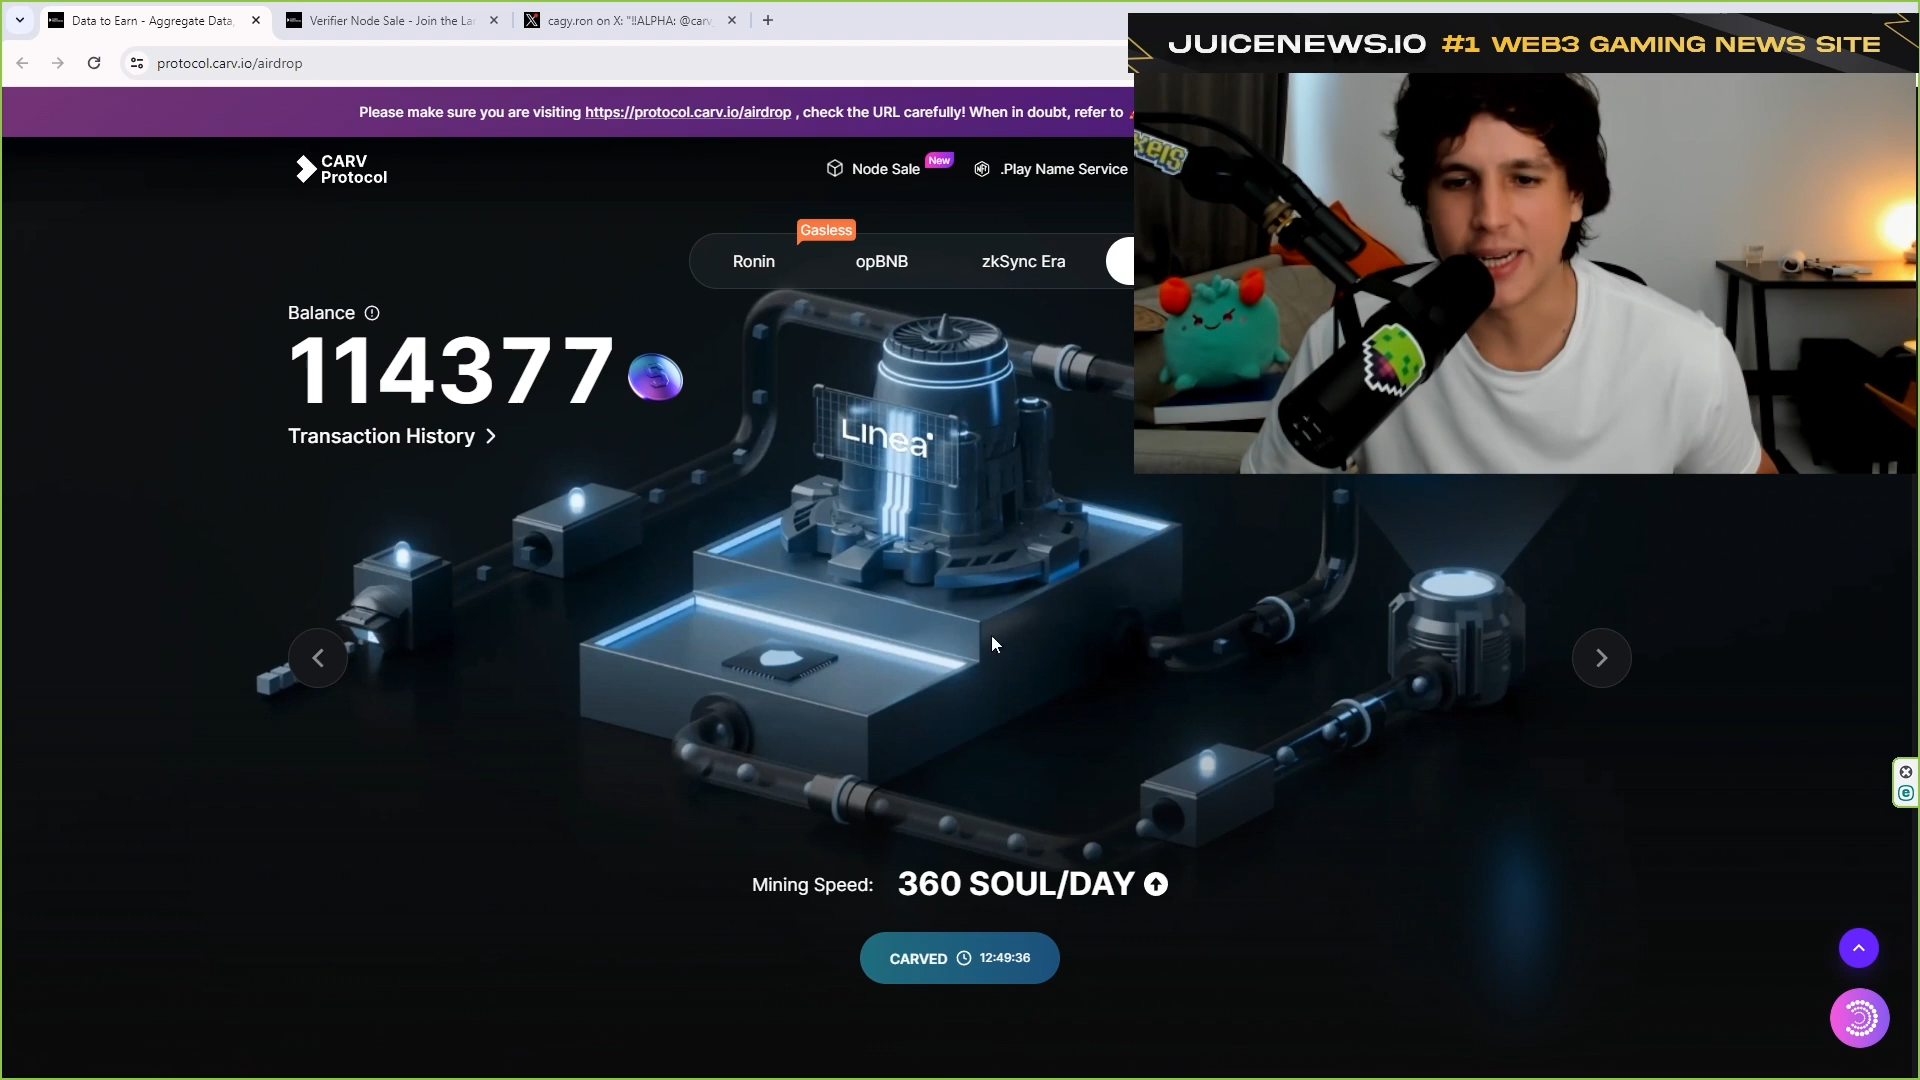 Data to Earn - Aggregate Data,
Verifier Node Sale - Join the Lar
cagy.ron on X: "‼ALPHA: @carv
protocol.carv.io/airdrop
JUICENEWS.IO #1 WEB3 GAMING NEWS SITE
Please make sure you are visiting https://protocol.carv.io/airdrop , check the URL carefully! When in doubt, refer to
CARV
Protocol
Node Sale
New
.Play Name Service
Gasless
Ronin
opBNB
zkSync Era
Balance
114377
Transaction History
Linea
Mining Speed: 360 SOUL/DAY
CARVED 12:49:36